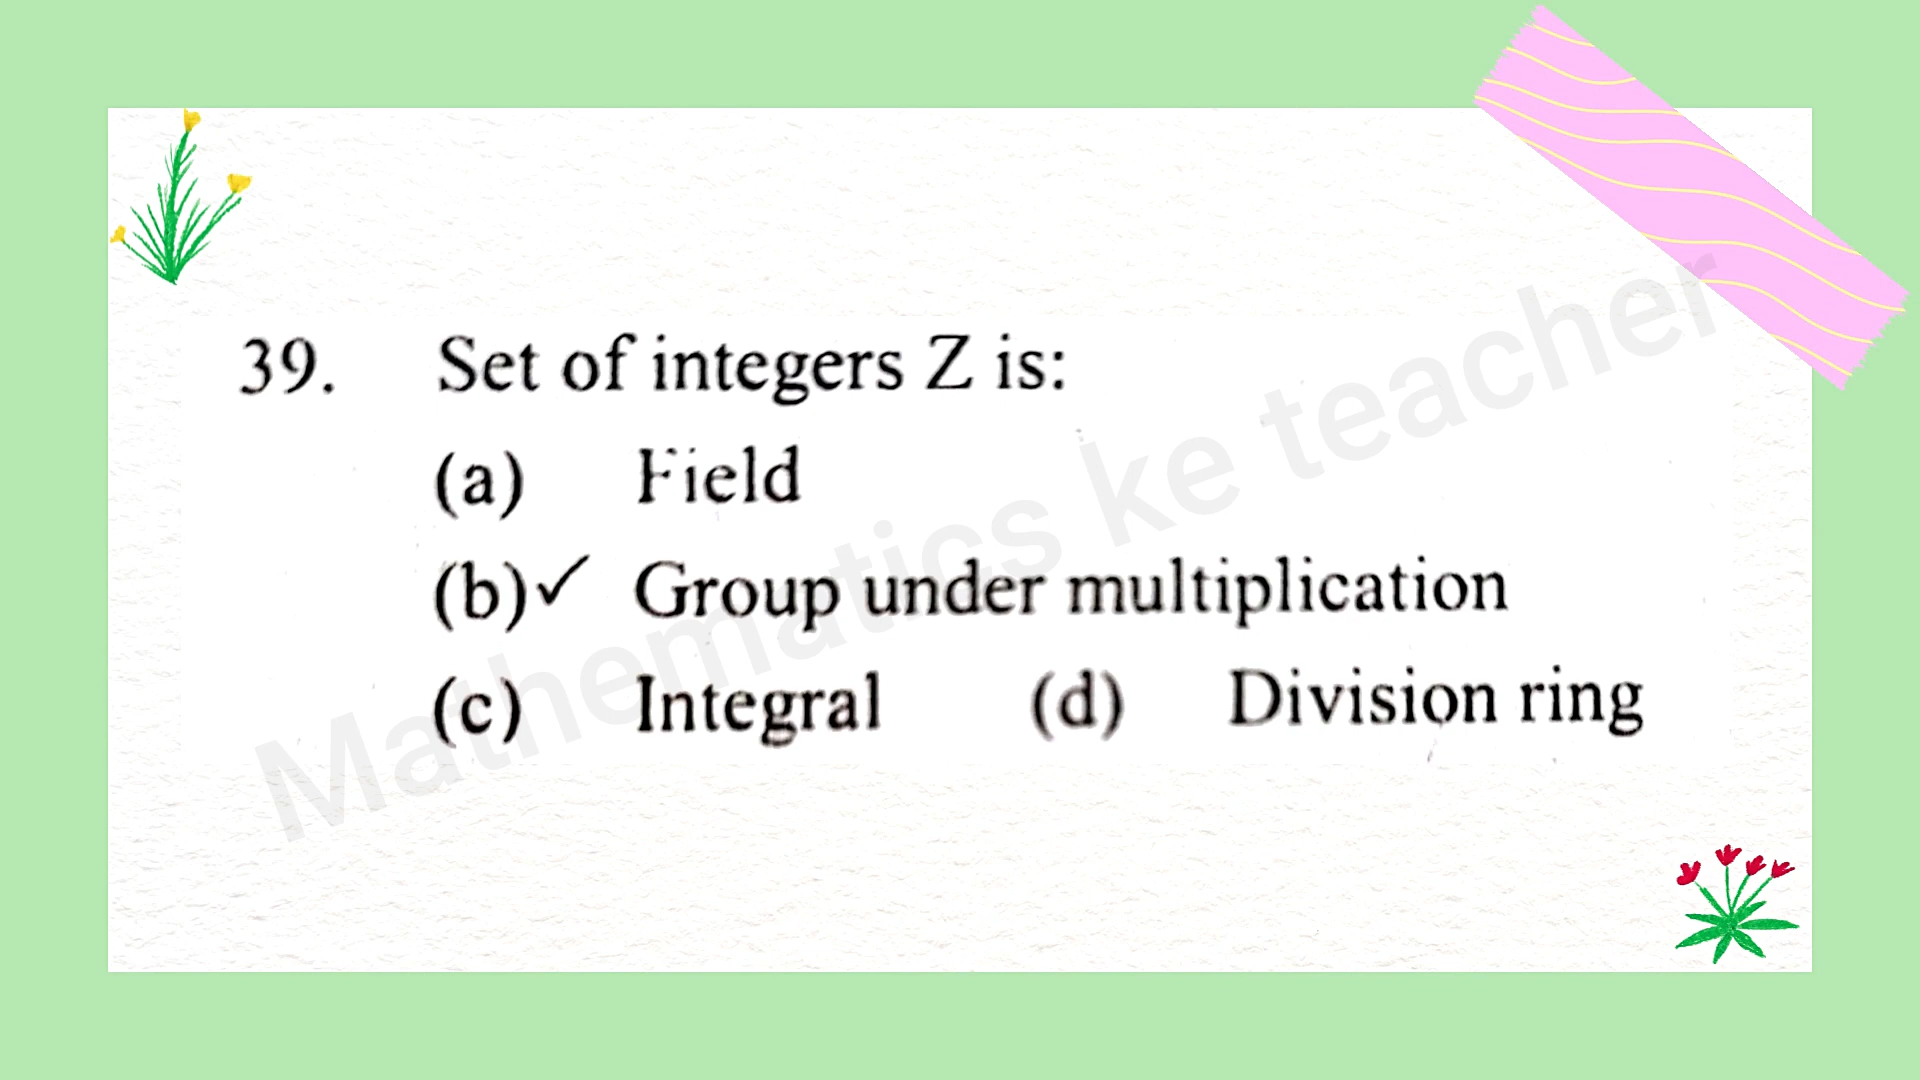 39. Set of integers Z is:
(a) Field
(b)✓ Group under multiplication
(c) Integral (d) Division ring
Mathematics ke teacher